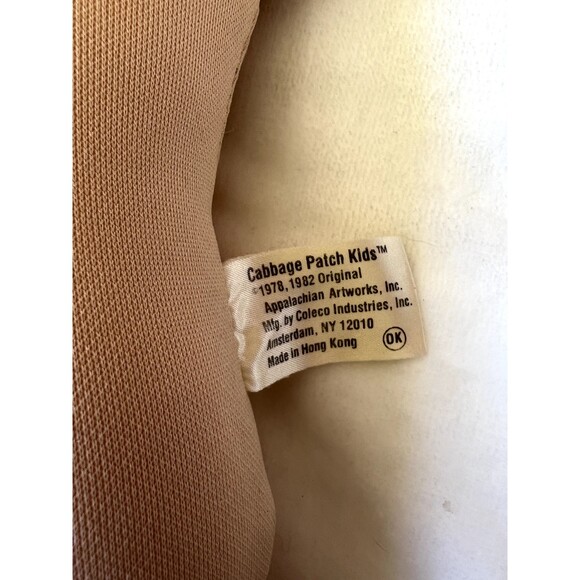 Cabbage Patch Kids™
©1978, 1982 Original
Appalachian Artworks, Inc.
Mfg. by Coleco Industries, Inc.
Amsterdam, NY 12010
Made in Hong Kong OK